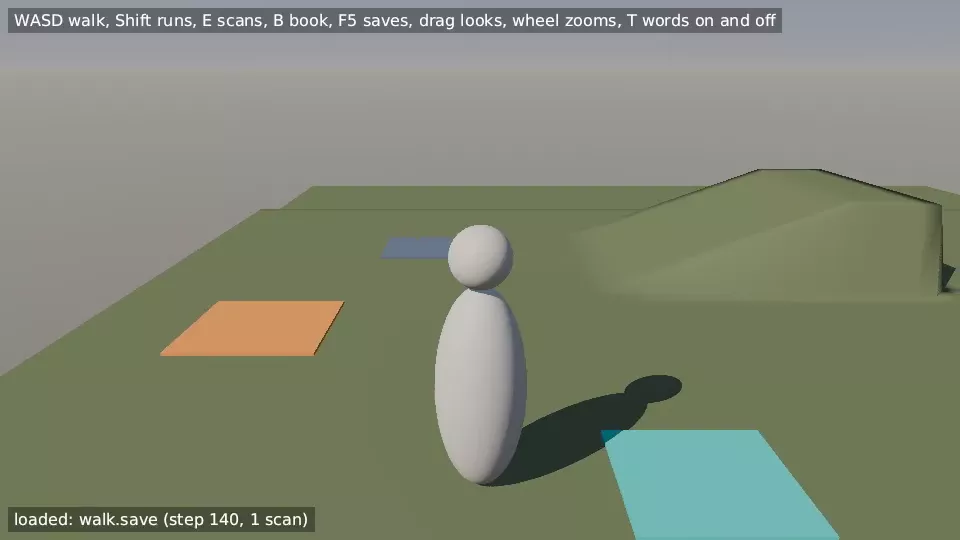 WASD walk, Shift runs, E scans, B book, F5 saves, drag looks, wheel zooms, T words on and off
loaded: walk.save (step 140, 1 scan)